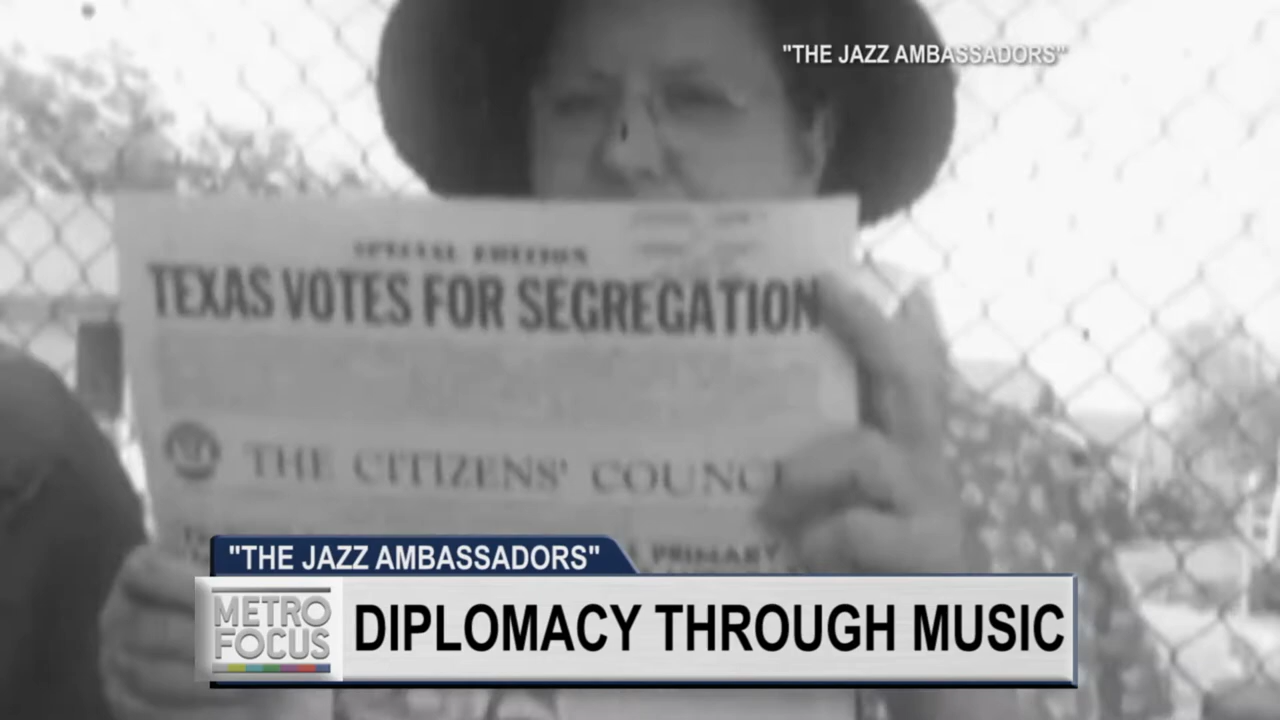 "THE JAZZ AMBASSADORS"
SPECIAL EDITION
TEXAS VOTES FOR SEGREGATION
THE CITIZENS' COUNCI
PRIMARY
"THE JAZZ AMBASSADORS"
METRO
FOCUS
DIPLOMACY THROUGH MUSIC